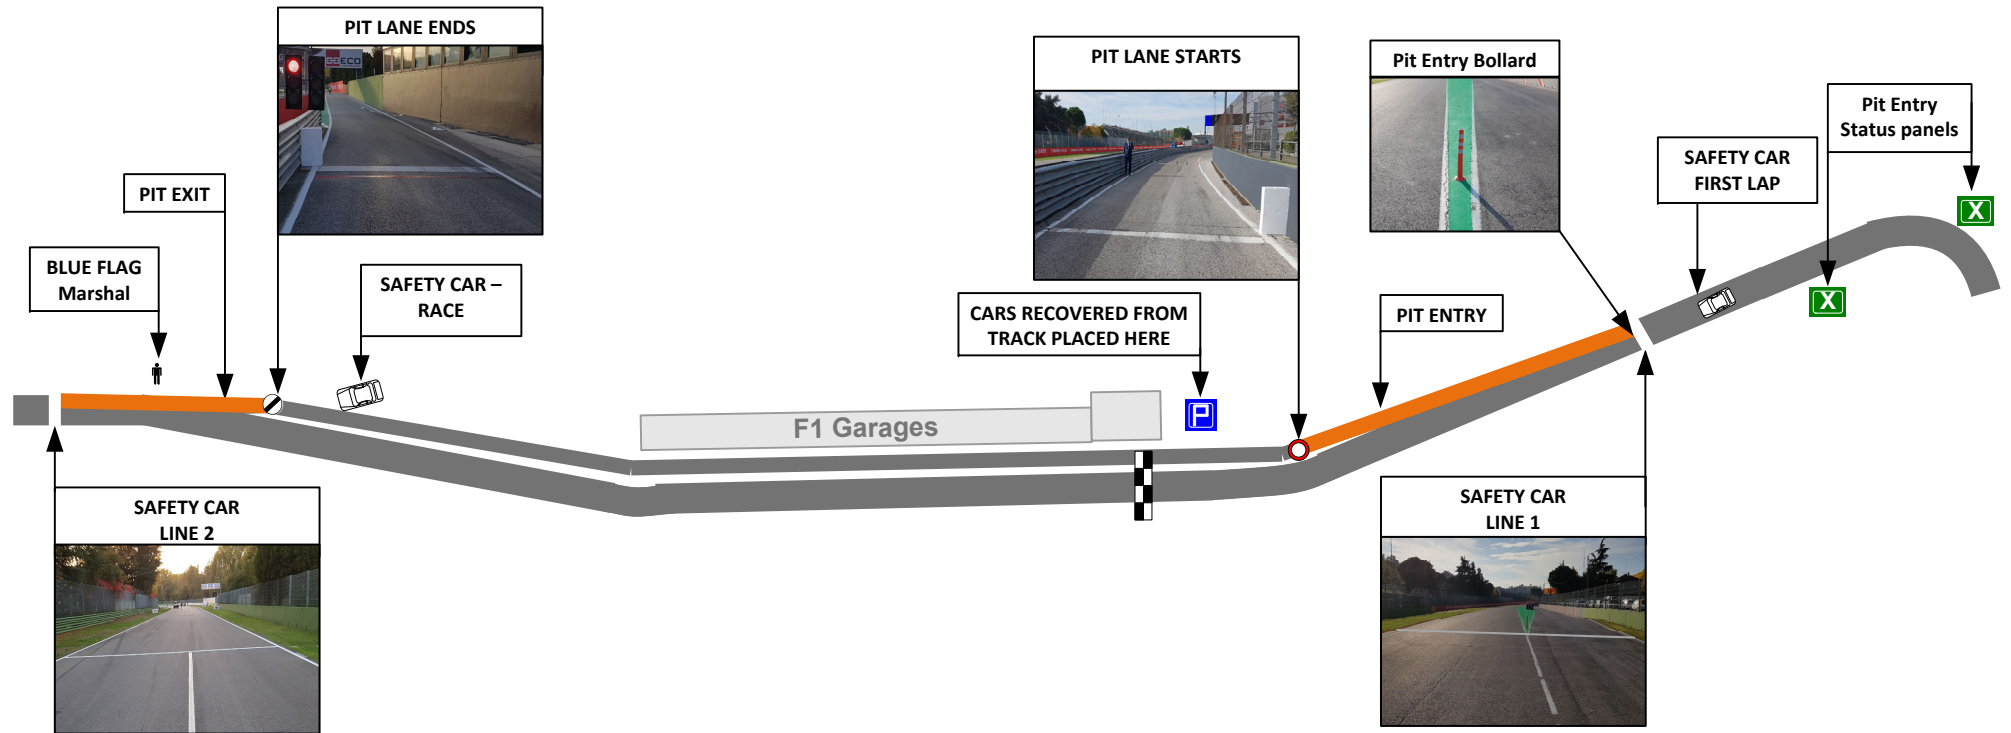 PIT LANE ENDS
ECO
PIT EXIT
BLUE FLAG
Marshal
SAFETY CAR –
RACE
SAFETY CAR
LINE 2
F1 Garages
PIT LANE STARTS
CARS RECOVERED FROM
TRACK PLACED HERE
P
Pit Entry Bollard
PIT ENTRY
SAFETY CAR
LINE 1
SAFETY CAR
FIRST LAP
Pit Entry
Status panels
X
X